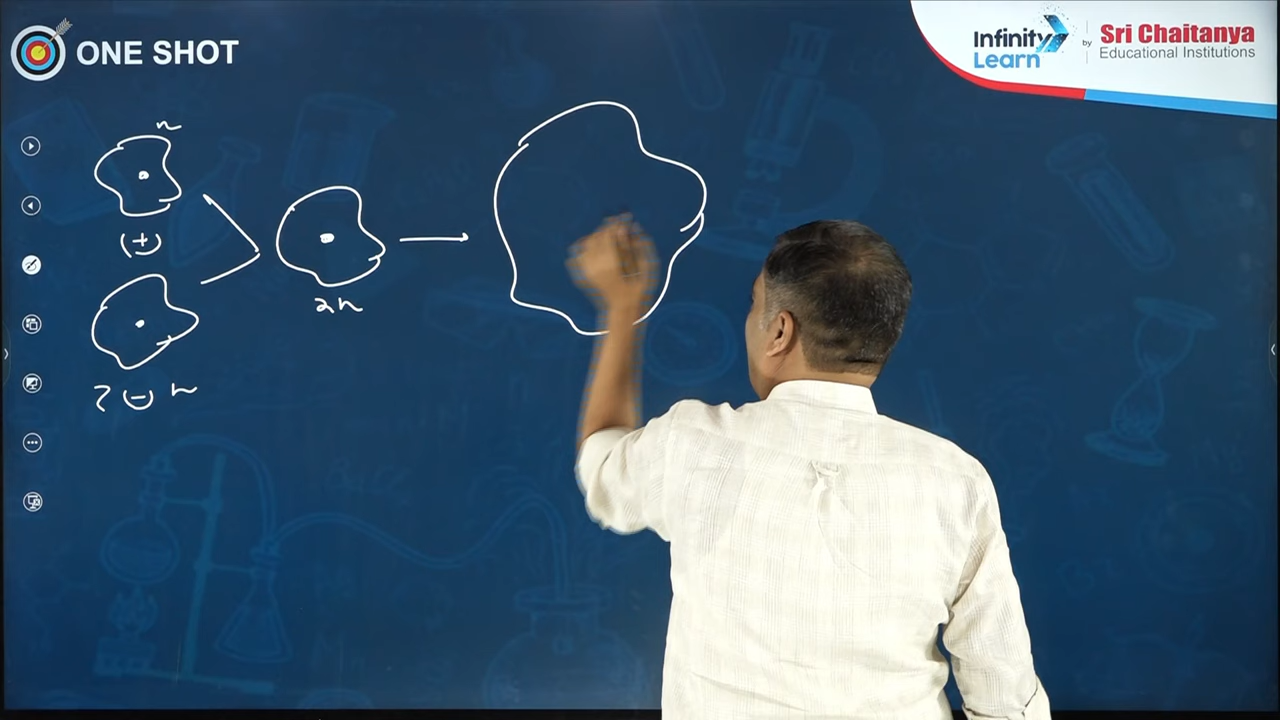 ONE SHOT
Infinity Learn
by
Sri Chaitanya
Educational Institutions
n
(+)
(-) n
2n